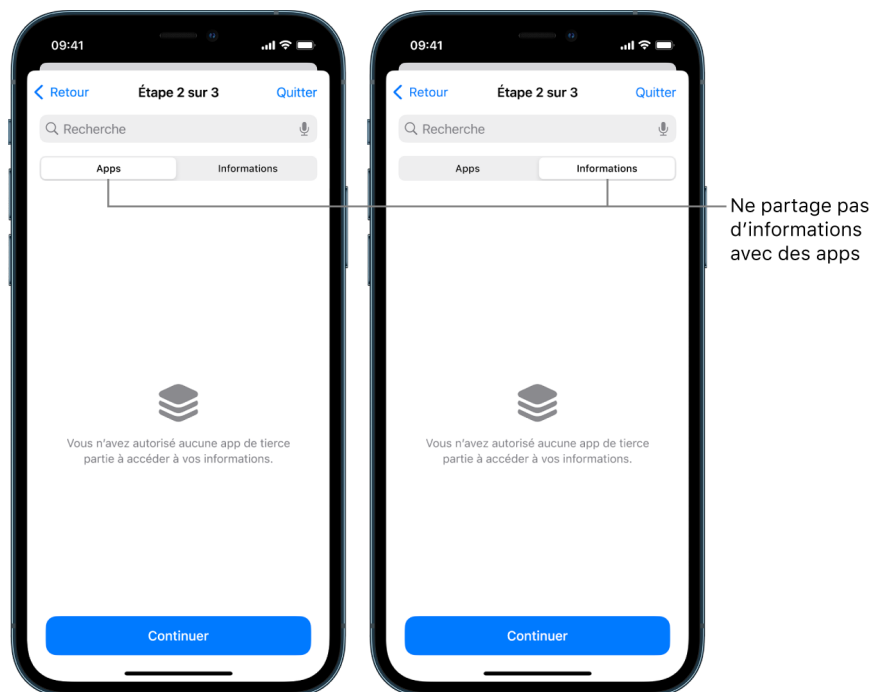 09:41
Retour
Étape 2 sur 3
Quitter
Recherche
Apps
Informations
Vous n'avez autorisé aucune app de tierce
partie à accéder à vos informations.
Continuer
09:41
Retour
Étape 2 sur 3
Quitter
Recherche
Apps
Informations
Vous n'avez autorisé aucune app de tierce
partie à accéder à vos informations.
Continuer
Ne partage pas
d'informations
avec des apps